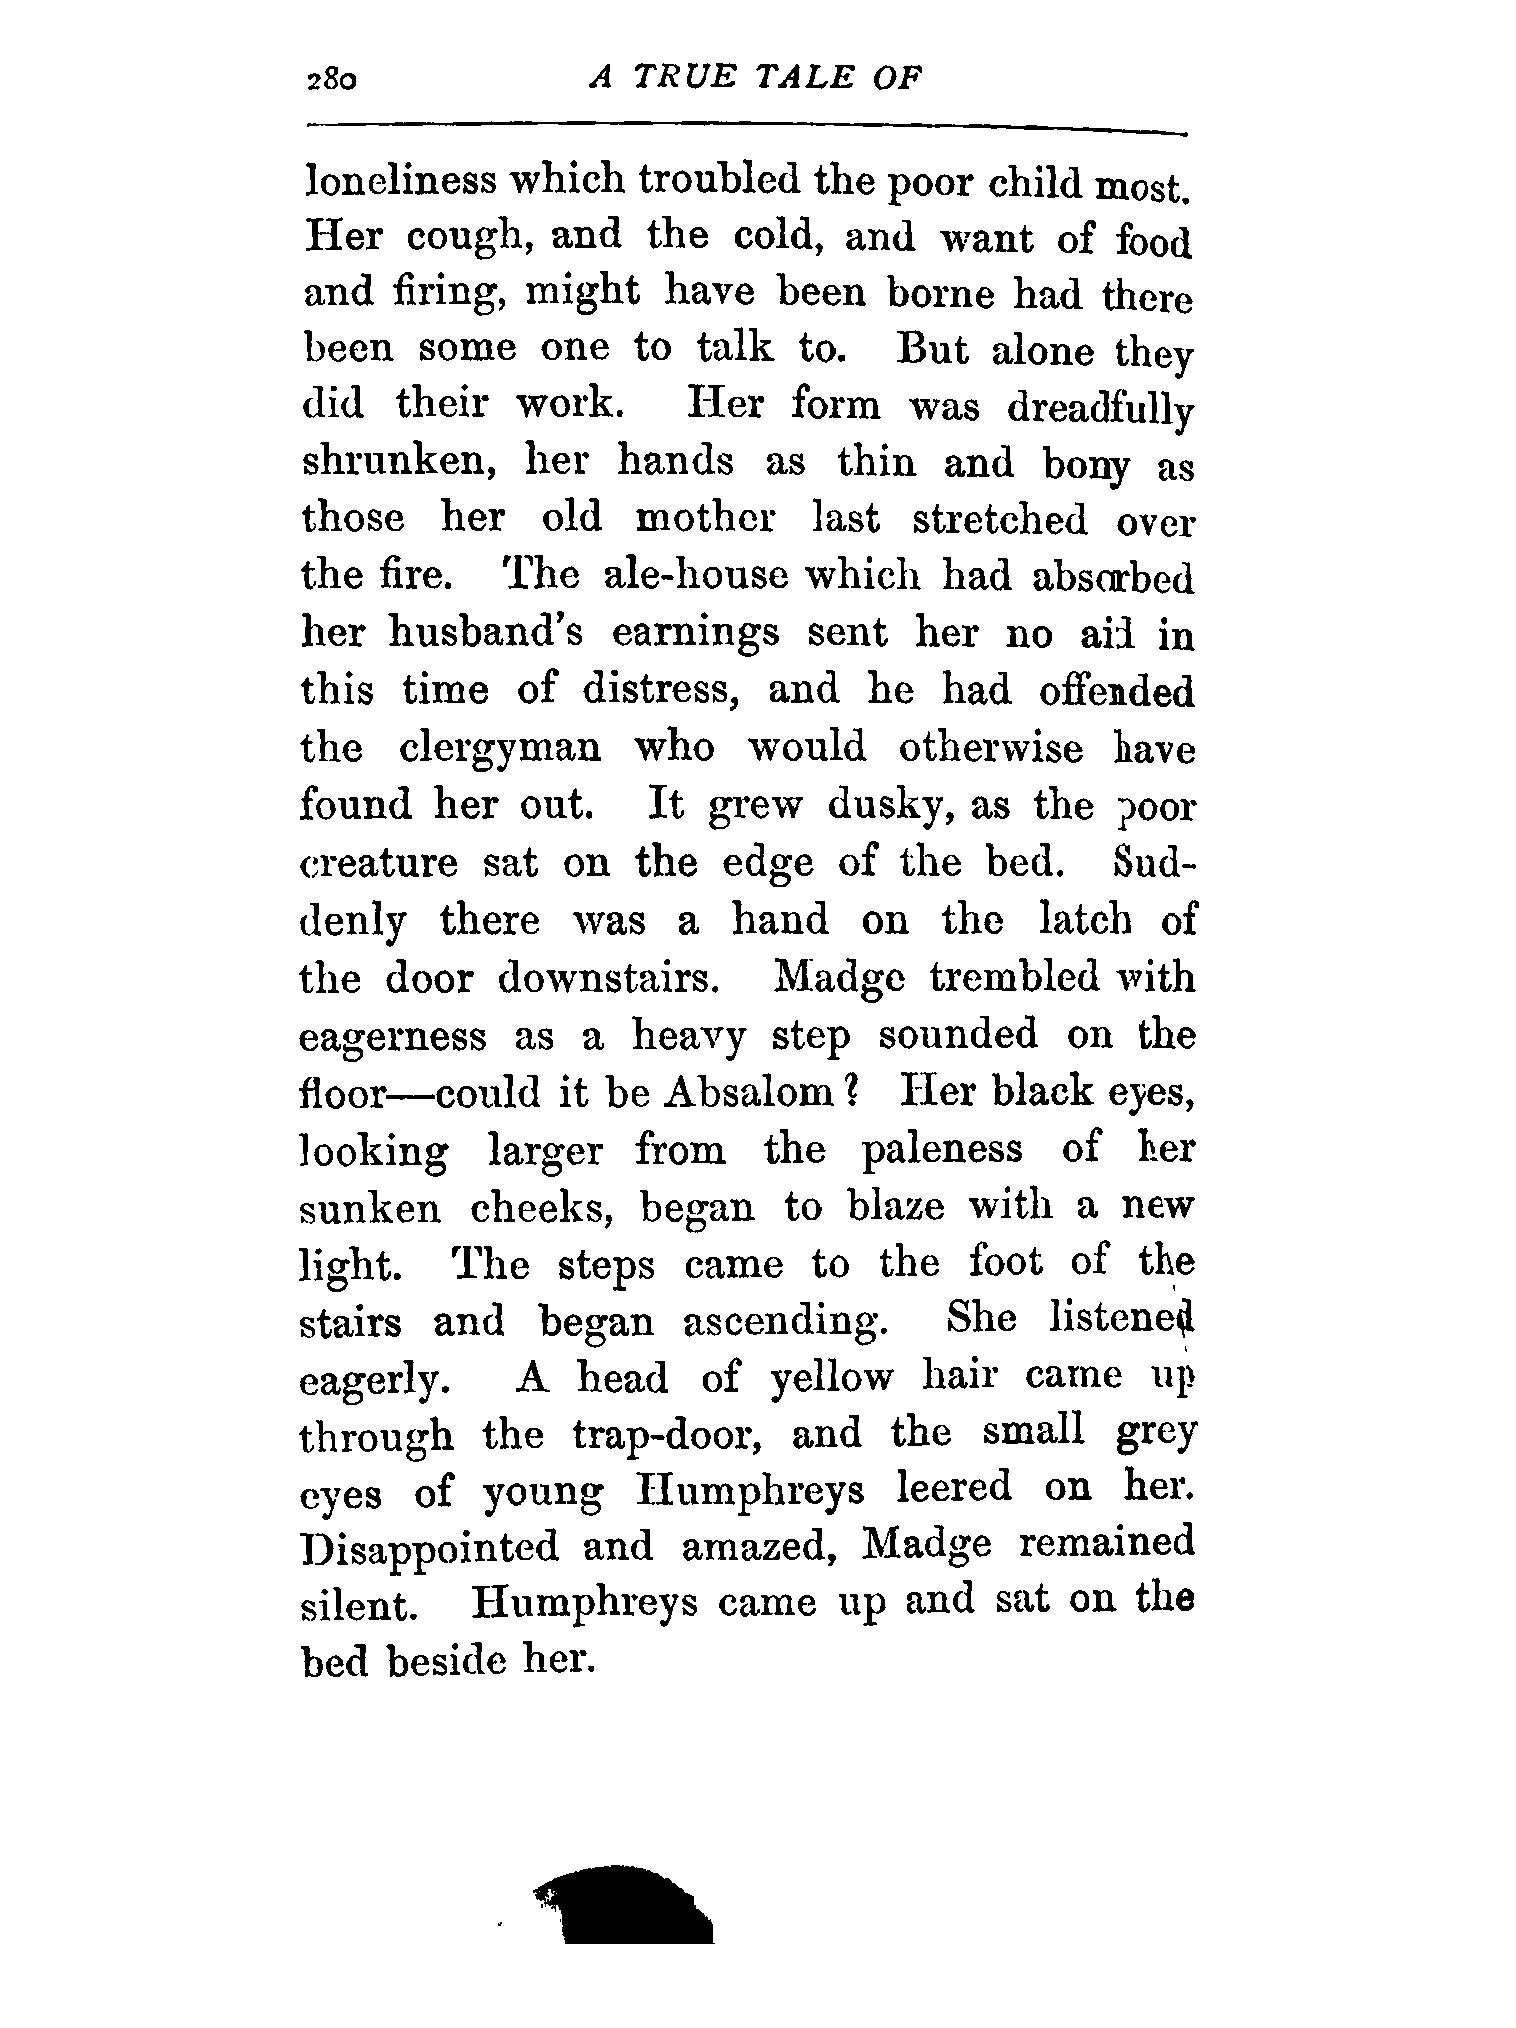 280 A TRUE TALE OF
loneliness which troubled the poor child most.
Her cough, and the cold, and want of food
and firing, might have been borne had there
been some one to talk to. But alone they
did their work. Her form was dreadfully
shrunken, her hands as thin and bony as
those her old mother last stretched over
the fire. The ale-house which had absorbed
her husband's earnings sent her no aid in
this time of distress, and he had offended
the clergyman who would otherwise have
found her out. It grew dusky, as the poor
creature sat on the edge of the bed. Sud-
denly there was a hand on the latch of
the door downstairs. Madge trembled with
eagerness as a heavy step sounded on the
floor—could it be Absalom? Her black eyes,
looking larger from the paleness of her
sunken cheeks, began to blaze with a new
light. The steps came to the foot of the
stairs and began ascending. She listened
eagerly. A head of yellow hair came up
through the trap-door, and the small grey
eyes of young Humphreys leered on her.
Disappointed and amazed, Madge remained
silent. Humphreys came up and sat on the
bed beside her.